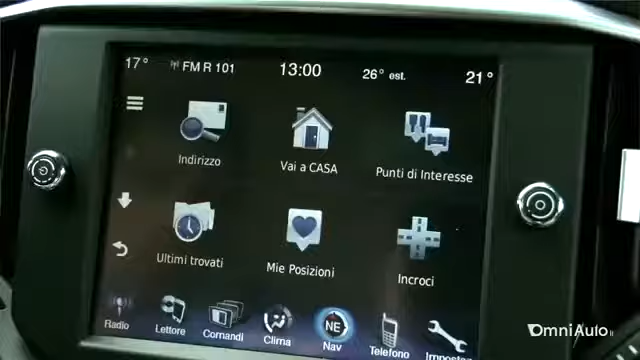 17° FM R 101 13:00 26° est. 21°
Indirizzo Vai a CASA Punti di Interesse
Ultimi trovati Mie Posizioni Incroci
NE
Radio Lettore Comandi Clima Nav Telefono Impostaz
OmniAuto.it